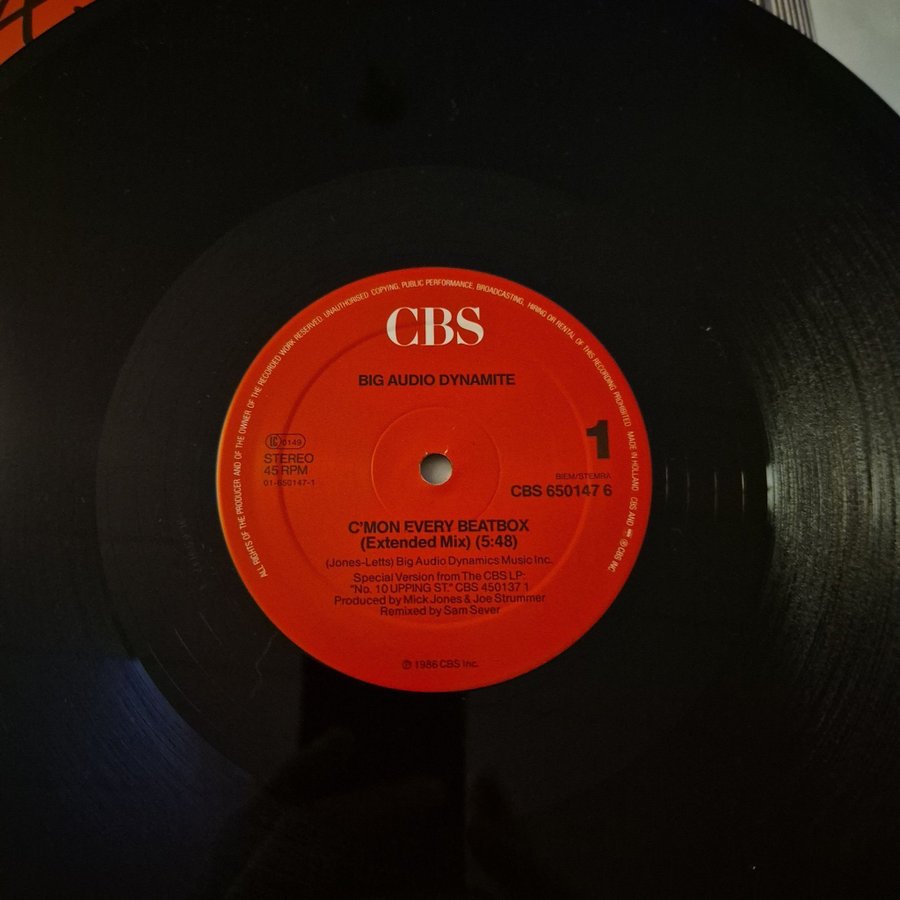 CBS
BIG AUDIO DYNAMITE
LC 0149
STEREO
45 RPM
01-650147-1
1
BIEM/STEMRA
CBS 650147 6
C'MON EVERY BEATBOX
(Extended Mix) (5:48)
(Jones-Letts) Big Audio Dynamics Music Inc.
Special Version from The CBS LP:
"No. 10 UPPING ST." CBS 450137 1
Produced by Mick Jones & Joe Strummer
Remixed by Sam Sever
℗ 1986 CBS Inc.
ALL RIGHTS OF THE PRODUCER AND OF THE OWNER OF THE RECORDED WORK RESERVED. UNAUTHORISED COPYING, PUBLIC PERFORMANCE, BROADCASTING, HIRING OR RENTAL OF THIS RECORDING PROHIBITED MADE IN HOLLAND CBS AND ℗ CBS INC